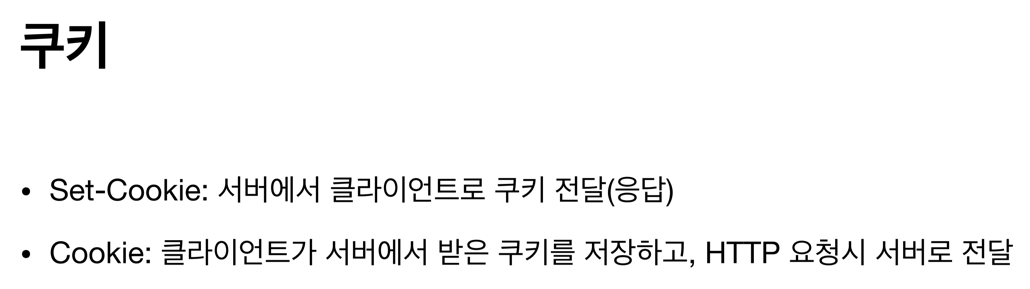 쿠키
• Set-Cookie: 서버에서 클라이언트로 쿠키 전달(응답)
• Cookie: 클라이언트가 서버에서 받은 쿠키를 저장하고, HTTP 요청시 서버로 전달